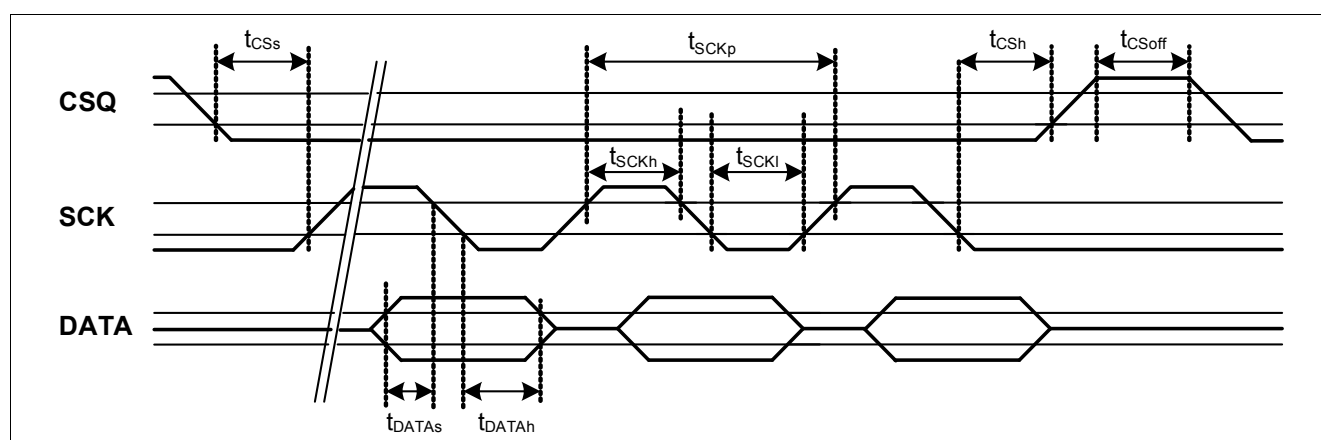 tCSs
tSCKp
tCSh
tCSoff
CSQ
tSCKh
tSCKl
SCK
DATA
tDATAs
tDATAh